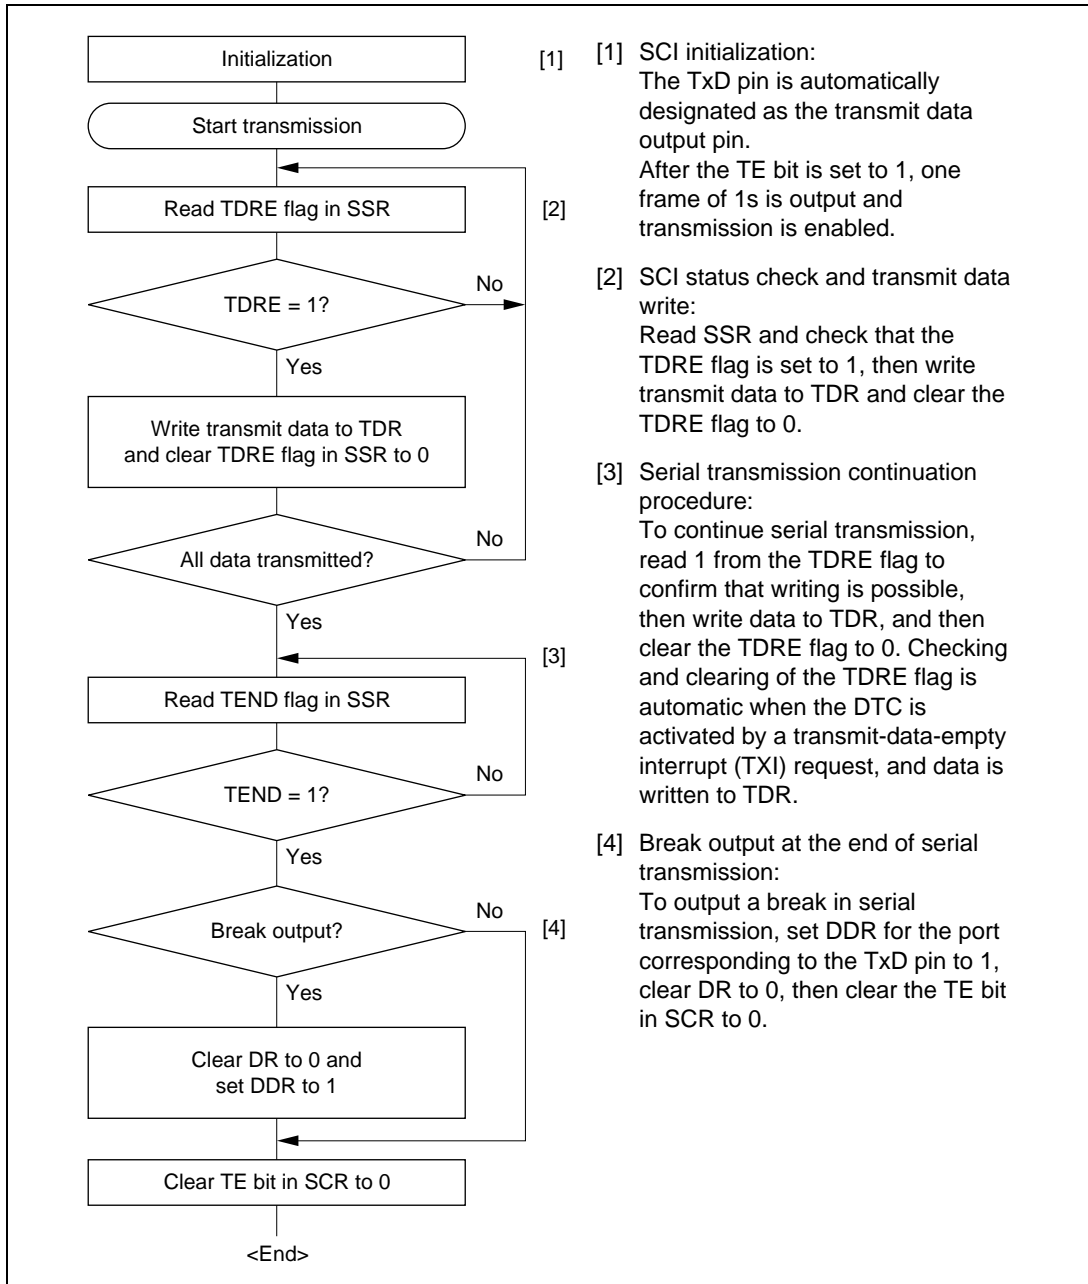 Initialization
[1]
Start transmission
Read TDRE flag in SSR
[2]
TDRE = 1?
No
Yes
Write transmit data to TDR
and clear TDRE flag in SSR to 0
All data transmitted?
No
Yes
[3]
Read TEND flag in SSR
TEND = 1?
No
Yes
Break output?
No
[4]
Yes
Clear DR to 0 and
set DDR to 1
Clear TE bit in SCR to 0
<End>
[1] SCI initialization:
The TxD pin is automatically
designated as the transmit data
output pin.
After the TE bit is set to 1, one
frame of 1s is output and
transmission is enabled.
[2] SCI status check and transmit data
write:
Read SSR and check that the
TDRE flag is set to 1, then write
transmit data to TDR and clear the
TDRE flag to 0.
[3] Serial transmission continuation
procedure:
To continue serial transmission,
read 1 from the TDRE flag to
confirm that writing is possible,
then write data to TDR, and then
clear the TDRE flag to 0. Checking
and clearing of the TDRE flag is
automatic when the DTC is
activated by a transmit-data-empty
interrupt (TXI) request, and data is
written to TDR.
[4] Break output at the end of serial
transmission:
To output a break in serial
transmission, set DDR for the port
corresponding to the TxD pin to 1,
clear DR to 0, then clear the TE bit
in SCR to 0.